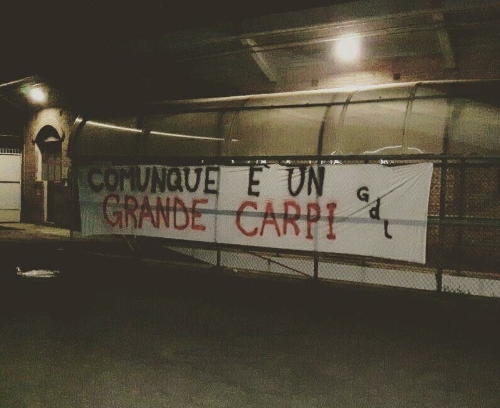 COMUNQUE E' UN
GRANDE CARPI
GdL